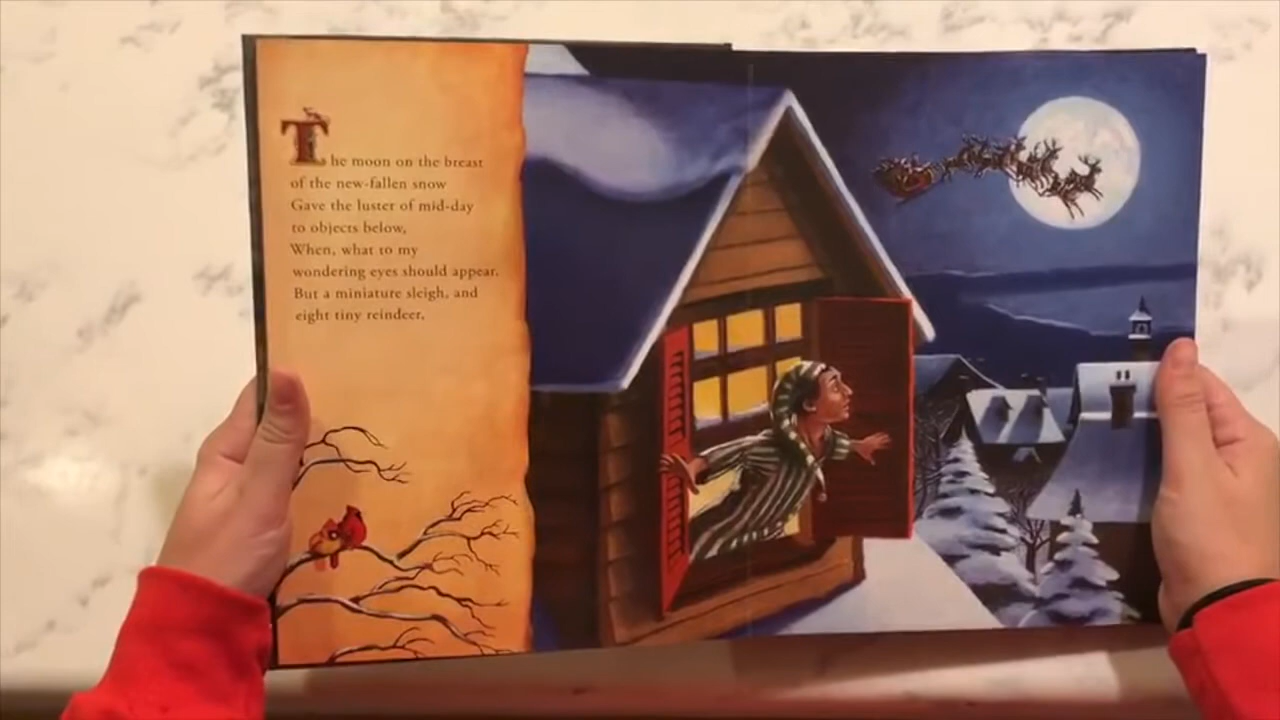 The moon on the breast
of the new-fallen snow
Gave the luster of mid-day
to objects below,
When, what to my
wondering eyes should appear.
But a miniature sleigh, and
eight tiny reindeer,